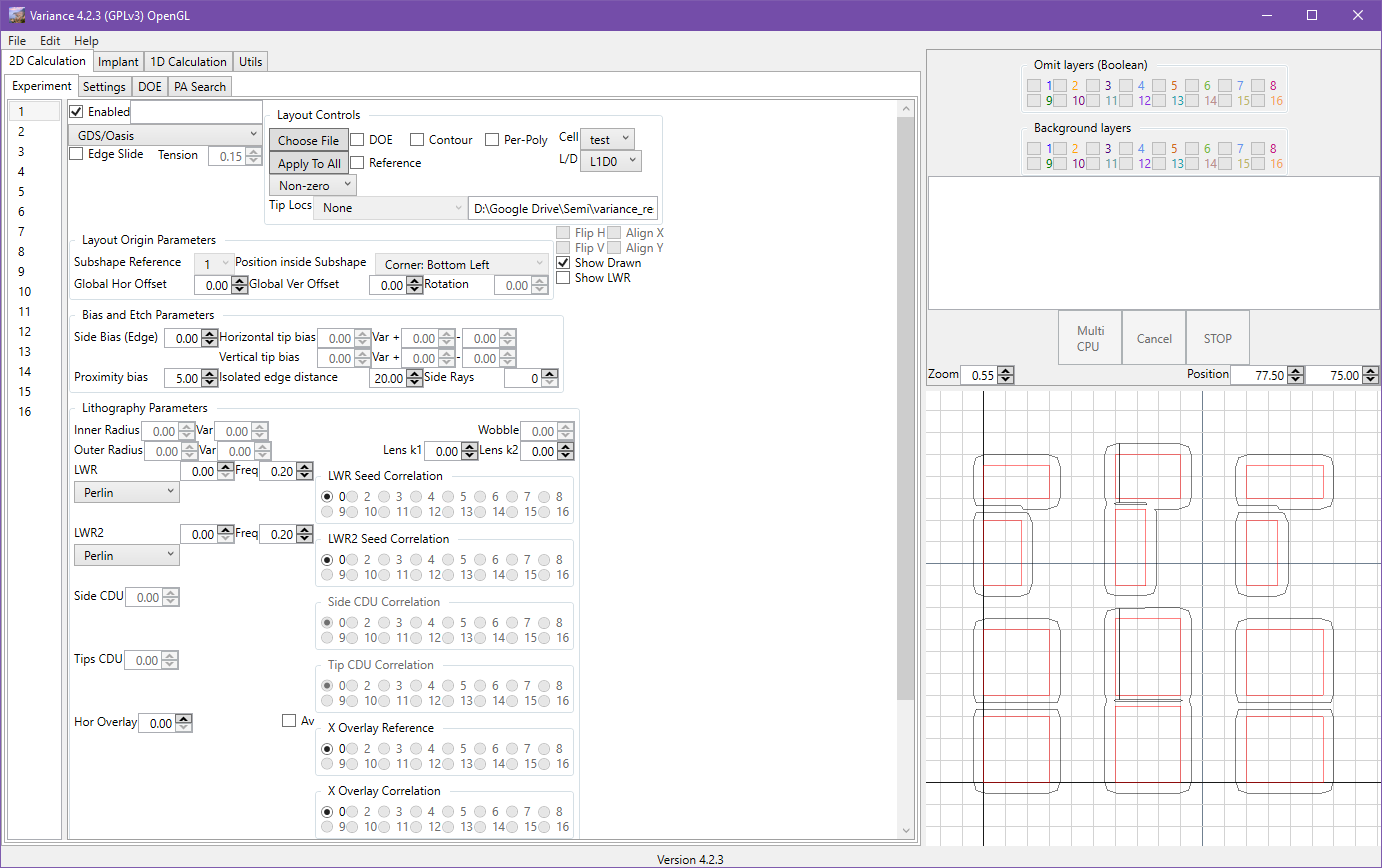 Variance 4.2.3 (GPLv3) OpenGL
File Edit Help
2D Calculation Implant 1D Calculation Utils
Experiment Settings DOE PA Search
1
2
3
4
5
6
7
8
9
10
11
12
13
14
15
16
Enabled
GDS/Oasis
Edge Slide Tension 0.15
Layout Controls
Choose File DOE Contour Per-Poly Cell test
Apply To All Reference L/D L1D0
Non-zero
Tip Locs None D:\Google Drive\Semi\variance_re
Layout Origin Parameters
Subshape Reference 1 Position inside Subshape Corner: Bottom Left
Global Hor Offset 0.00 Global Ver Offset 0.00 Rotation 0.00
Flip H Align X
Flip V Align Y
Show Drawn
Show LWR
Bias and Etch Parameters
Side Bias (Edge) 0.00 Horizontal tip bias 0.00 Var + 0.00 - 0.00
Vertical tip bias 0.00 Var + 0.00 - 0.00
Proximity bias 5.00 Isolated edge distance 20.00 Side Rays 0
Lithography Parameters
Inner Radius 0.00 Var 0.00 Wobble 0.00
Outer Radius 0.00 Var 0.00 Lens k1 0.00 Lens k2 0.00
LWR 0.00 Freq 0.20
Perlin
LWR Seed Correlation
0 2 3 4 5 6 7 8
9 10 11 12 13 14 15 16
LWR2 0.00 Freq 0.20
Perlin
LWR2 Seed Correlation
0 2 3 4 5 6 7 8
9 10 11 12 13 14 15 16
Side CDU 0.00
Side CDU Correlation
0 2 3 4 5 6 7 8
9 10 11 12 13 14 15 16
Tips CDU 0.00
Tip CDU Correlation
0 2 3 4 5 6 7 8
9 10 11 12 13 14 15 16
Hor Overlay 0.00 Av
X Overlay Reference
0 2 3 4 5 6 7 8
9 10 11 12 13 14 15 16
X Overlay Correlation
0 2 3 4 5 6 7 8
9 10 11 12 13 14 15 16
Omit layers (Boolean)
1 2 3 4 5 6 7 8
9 10 11 12 13 14 15 16
Background layers
1 2 3 4 5 6 7 8
9 10 11 12 13 14 15 16
Multi
CPU
Cancel
STOP
Zoom 0.55 Position 77.50 75.00
Version 4.2.3